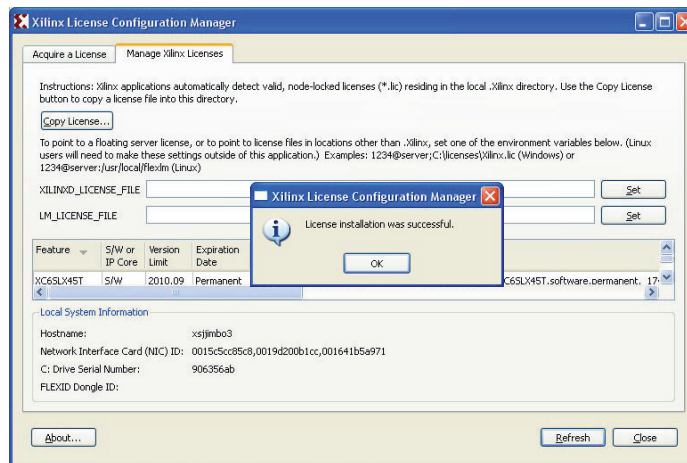 Xilinx License Configuration Manager
Acquire a License
Manage Xilinx Licenses
Instructions: Xilinx applications automatically detect valid, node-locked licenses (*.lic) residing in the local .Xilinx directory. Use the Copy License
button to copy a license file into this directory.
Copy License...
To point to a floating server license, or to point to license files in locations other than .Xilinx, set one of the environment variables below. (Linux
users will need to make these settings outside of this application.) Examples: 1234@server;C:\licenses\Xilinx.lic (Windows) or
1234@server:/usr/local/flexlm (Linux)
XILINXD_LICENSE_FILE
Set
LM_LICENSE_FILE
Set
Xilinx License Configuration Manager
License installation was successful.
OK
Feature S/W or IP Core Version Limit Expiration Date
XC6SLX45T S/W 2010.09 Permanent C6SLX45T.software.permanent. 17
Local System Information
Hostname: xsjjimbo3
Network Interface Card (NIC) ID: 0015c5cc85c8,0019d200b1cc,001641b5a971
C: Drive Serial Number: 906356ab
FLEXID Dongle ID:
About...
Refresh
Close